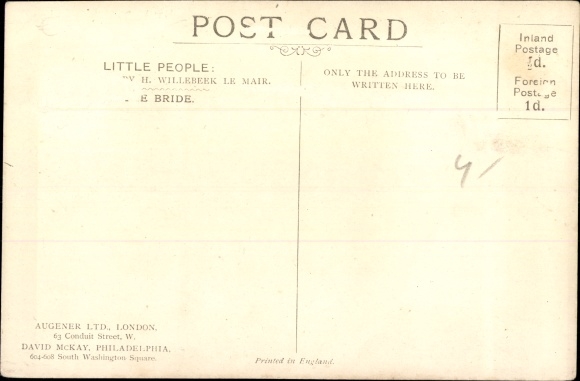 POST CARD
LITTLE PEOPLE:
BY H. WILLEBEEK LE MAIR.
E BRIDE.
ONLY THE ADDRESS TO BE
WRITTEN HERE.
Inland
Postage
½d.
Foreign
Postage
1d.
4/
AUGENER LTD., LONDON,
63 Conduit Street, W.
DAVID McKAY, PHILADELPHIA,
604-608 South Washington Square.
Printed in England.